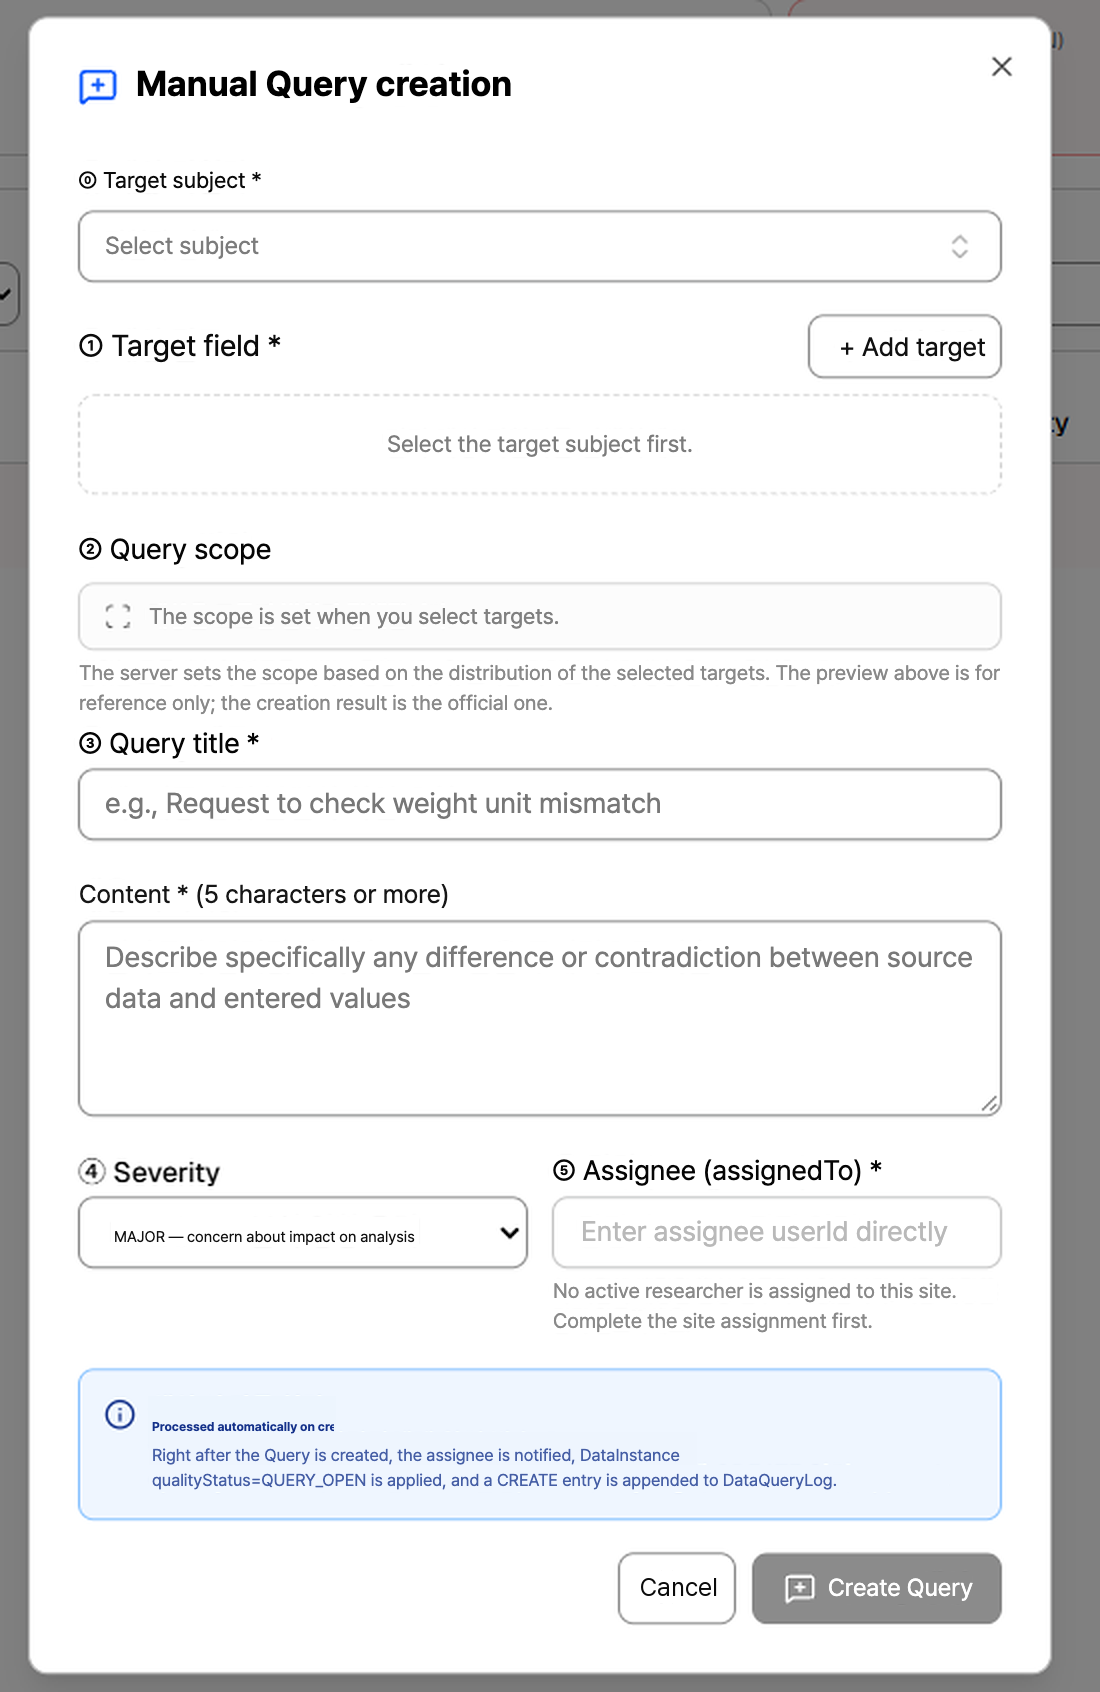 Manual Query creation
⓪ Target subject *
Select subject
① Target field *
+ Add target
Select the target subject first.
② Query scope
The scope is set when you select targets.
The server sets the scope based on the distribution of the selected targets. The preview above is for
reference only; the creation result is the official one.
③ Query title *
e.g., Request to check weight unit mismatch
Content * (5 characters or more)
Describe specifically any difference or contradiction between source
data and entered values
④ Severity
MAJOR — concern about impact on analysis
⑤ Assignee (assignedTo) *
Enter assignee userId directly
No active researcher is assigned to this site.
Complete the site assignment first.
Processed automatically on cre
Right after the Query is created, the assignee is notified, DataInstance
qualityStatus=QUERY_OPEN is applied, and a CREATE entry is appended to DataQueryLog.
Cancel
Create Query